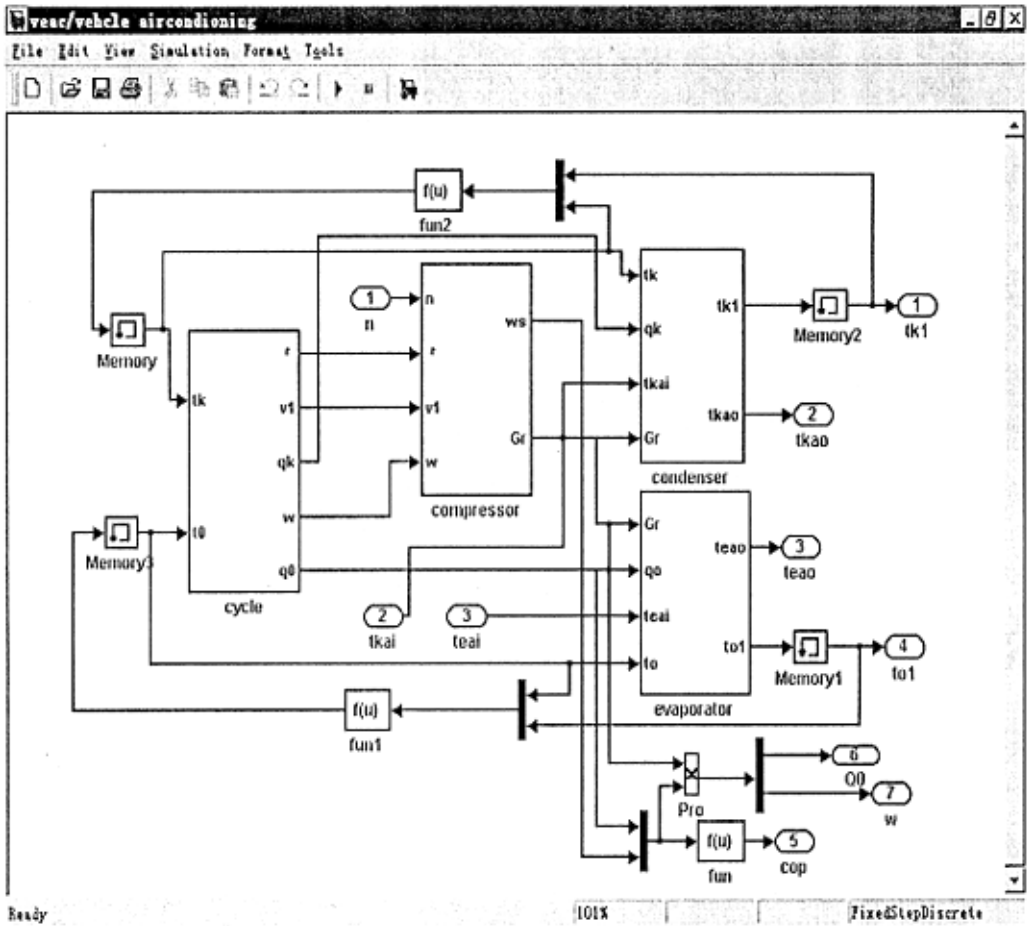 vear/vehcle aircondioning
File Edit View Simulation Format Tools
f(u)
fun2
tk
1
n
n
tk1
1
ws
Memory2
tk1
qk
Memory
r
r
tkai
tk
v1
v1
tkao
2
Gr
Gr
tkao
qk
w
condenser
compressor
w
Gr
t0
teao
3
Memory3
q0
qo
teao
cycle
2
3
teai
tkai
teai
to1
4
to
Memory1
to1
f(u)
evaporator
fun1
6
Q0
Pro
7
w
f(u)
5
fun
cop
Ready
101%
FixedStepDiscrete